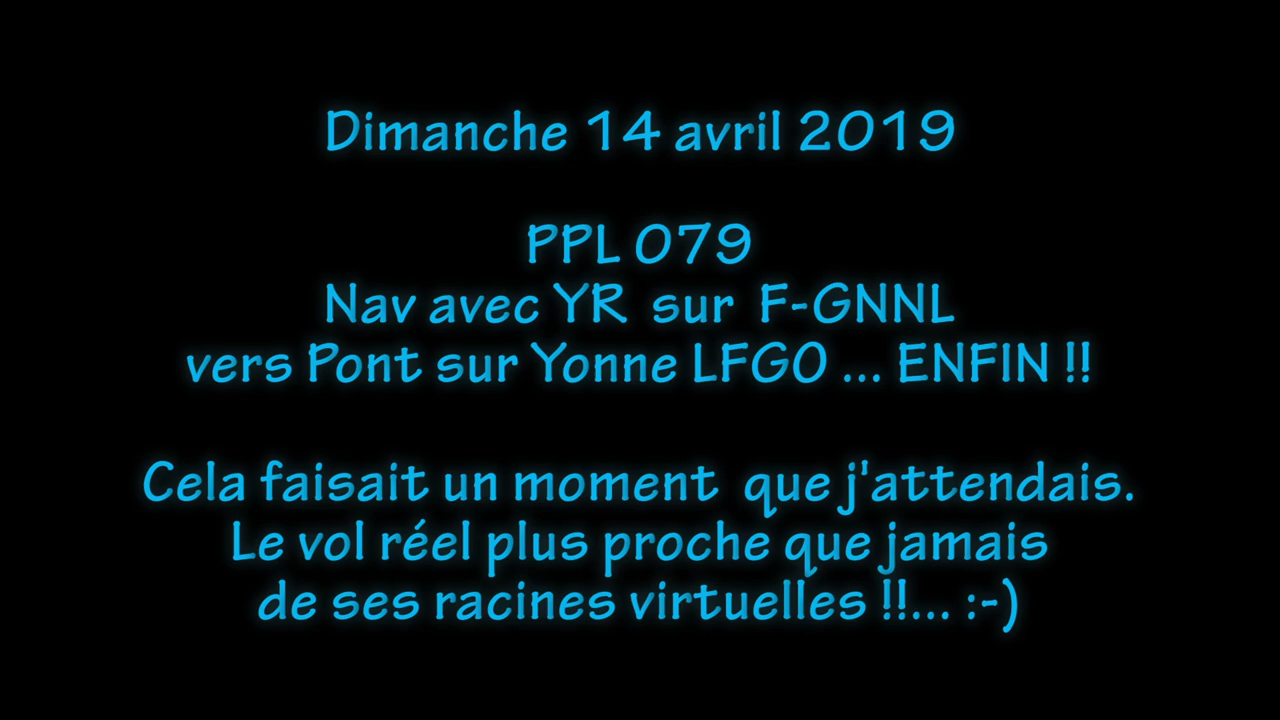 Dimanche 14 avril 2019
PPL 079
Nav avec YR sur F-GNNL
vers Pont sur Yonne LFGO ... ENFIN !!
Cela faisait un moment que j'attendais.
Le vol réel plus proche que jamais
de ses racines virtuelles !!... :-)